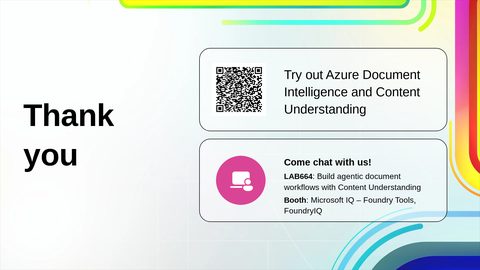 Thank
you
Try out Azure Document
Intelligence and Content
Understanding
Come chat with us!
LAB664: Build agentic document
workflows with Content Understanding
Booth: Microsoft IQ – Foundry Tools,
FoundryIQ